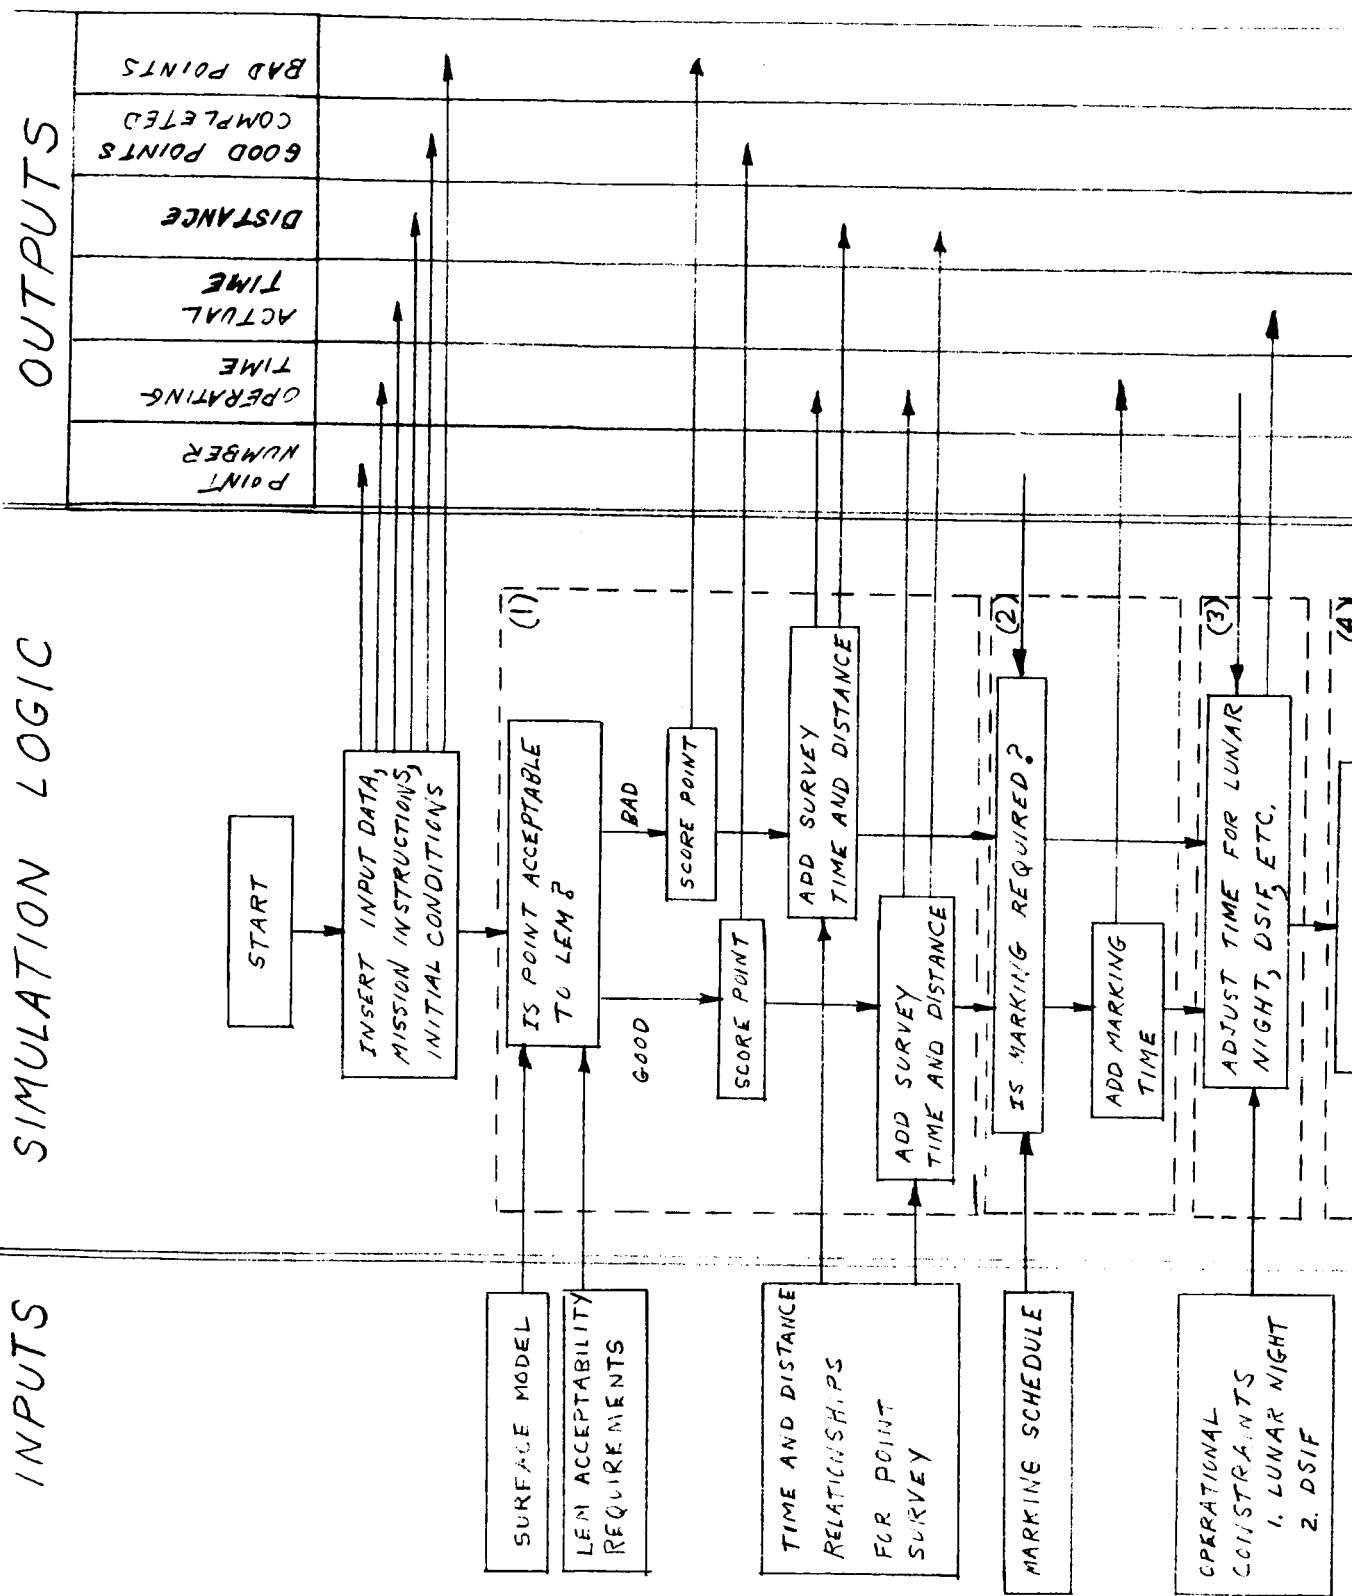 INPUTS
SIMULATION LOGIC
OUTPUTS
POINT
NUMBER
OPERATING
TIME
ACTUAL
TIME
DISTANCE
GOOD POINTS
COMPLETED
BAD POINTS
START
INSERT INPUT DATA,
MISSION INSTRUCTIONS,
INITIAL CONDITIONS
SURFACE MODEL
LEM ACCEPTABILITY
REQUIREMENTS
(1)
IS POINT ACCEPTABLE
TO LEM?
GOOD
BAD
SCORE POINT
SCORE POINT
TIME AND DISTANCE
RELATIONSHIPS
FOR POINT
SURVEY
ADD SURVEY
TIME AND DISTANCE
ADD SURVEY
TIME AND DISTANCE
MARKING SCHEDULE
(2)
IS MARKING REQUIRED?
ADD MARKING
TIME
OPERATIONAL
CONSTRAINTS
1. LUNAR NIGHT
2. DSIF
(3)
ADJUST TIME FOR LUNAR
NIGHT, DSIF, ETC.
(4)